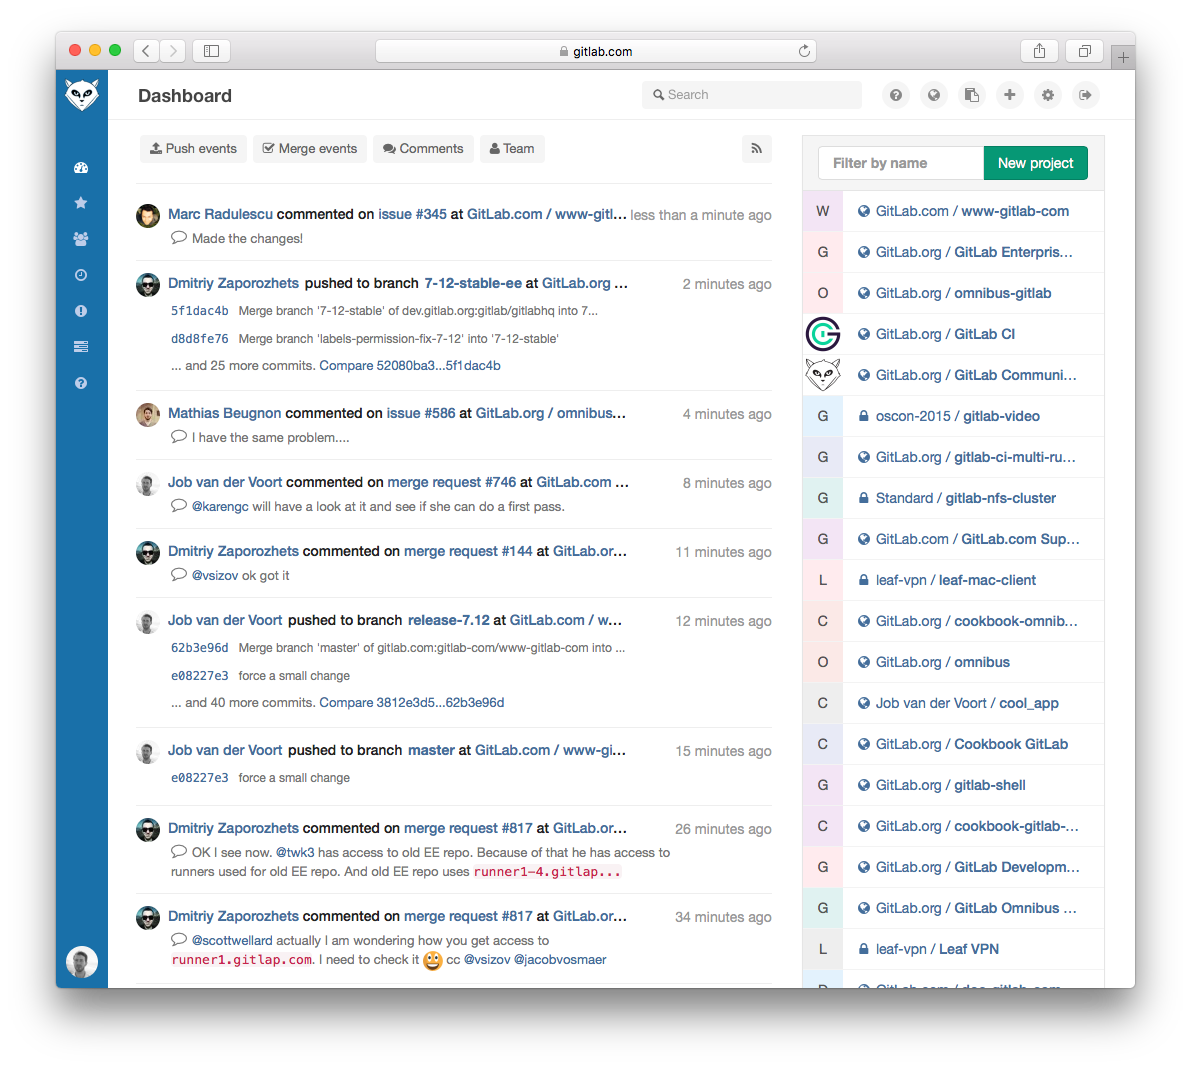 gitlab.com
Dashboard
Search
Push events
Merge events
Comments
Team
Marc Radulescu commented on issue #345 at GitLab.com / www-gitl... less than a minute ago
Made the changes!
Dmitriy Zaporozhets pushed to branch 7-12-stable-ee at GitLab.org ... 2 minutes ago
5f1dac4b Merge branch '7-12-stable' of dev.gitlab.org:gitlab/gitlabhq into 7...
d8d8fe76 Merge branch 'labels-permission-fix-7-12' into '7-12-stable'
... and 25 more commits. Compare 52080ba3...5f1dac4b
Mathias Beugnon commented on issue #586 at GitLab.org / omnibus... 4 minutes ago
I have the same problem....
Job van der Voort commented on merge request #746 at GitLab.com ... 8 minutes ago
@karengc will have a look at it and see if she can do a first pass.
Dmitriy Zaporozhets commented on merge request #144 at GitLab.or... 11 minutes ago
@vsizov ok got it
Job van der Voort pushed to branch release-7.12 at GitLab.com / w... 12 minutes ago
62b3e96d Merge branch 'master' of gitlab.com:gitlab-com/www-gitlab-com into ...
e08227e3 force a small change
... and 40 more commits. Compare 3812e3d5...62b3e96d
Job van der Voort pushed to branch master at GitLab.com / www-gi... 15 minutes ago
e08227e3 force a small change
Dmitriy Zaporozhets commented on merge request #817 at GitLab.or... 26 minutes ago
OK I see now. @twk3 has access to old EE repo. Because of that he has access to
runners used for old EE repo. And old EE repo uses runner1-4.gitlap...
Dmitriy Zaporozhets commented on merge request #817 at GitLab.or... 34 minutes ago
@scottwellard actually I am wondering how you get access to
runner1.gitlap.com. I need to check it cc @vsizov @jacobvosmaer
Filter by name
New project
W GitLab.com / www-gitlab-com
G GitLab.org / GitLab Enterpris...
O GitLab.org / omnibus-gitlab
GitLab.org / GitLab CI
GitLab.org / GitLab Communi...
G oscon-2015 / gitlab-video
G GitLab.org / gitlab-ci-multi-ru...
G Standard / gitlab-nfs-cluster
G GitLab.com / GitLab.com Sup...
L leaf-vpn / leaf-mac-client
C GitLab.org / cookbook-omnib...
O GitLab.org / omnibus
C Job van der Voort / cool_app
C GitLab.org / Cookbook GitLab
G GitLab.org / gitlab-shell
C GitLab.org / cookbook-gitlab-...
G GitLab.org / GitLab Developm...
G GitLab.org / GitLab Omnibus ...
L leaf-vpn / Leaf VPN